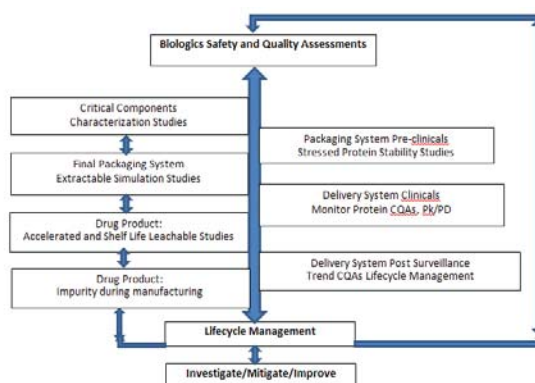 Biologics Safety and Quality Assessments
Critical Components
Characterization Studies
Final Packaging System
Extractable Simulation Studies
Drug Product:
Accelerated and Shelf Life Leachable Studies
Drug Product:
Impurity during manufacturing
Packaging System Pre-clinicals
Stressed Protein Stability Studies
Delivery System Clinicals
Monitor Protein CQAs, Pk/PD
Delivery System Post Surveillance
Trend CQAs Lifecycle Management
Lifecycle Management
Investigate/Mitigate/Improve